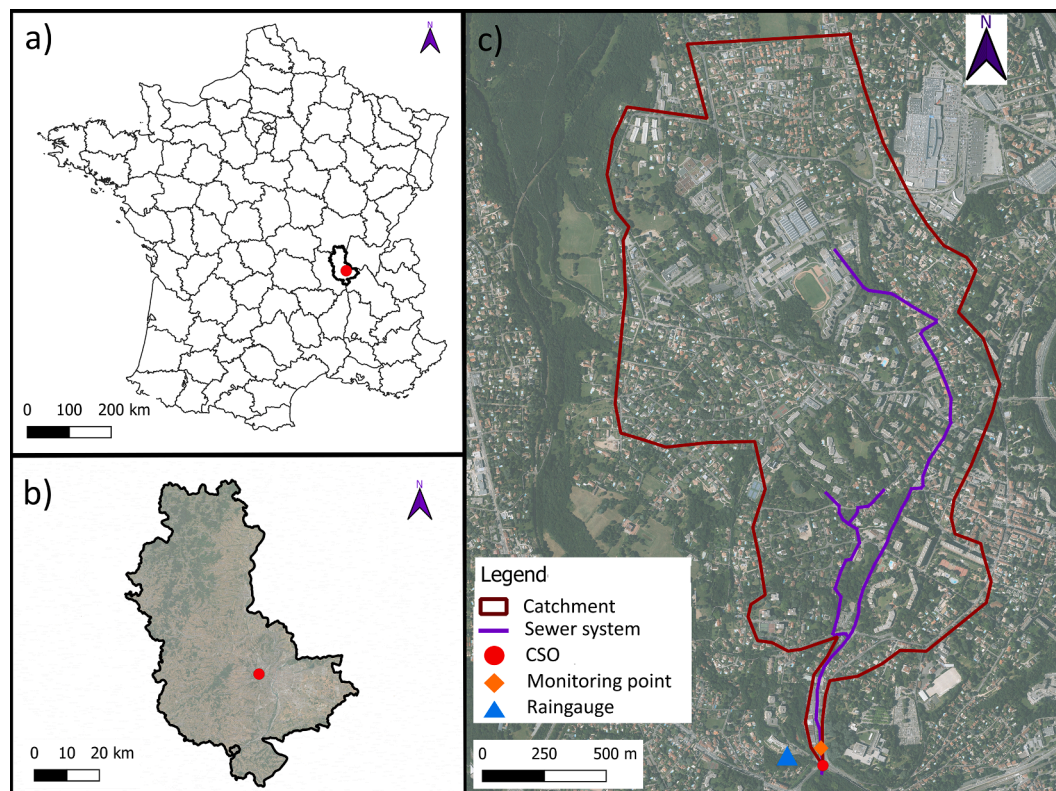 a)
N
0 100 200 km
b)
N
0 10 20 km
c)
N
Legend
Catchment
Sewer system
CSO
Monitoring point
Raingauge
0 250 500 m